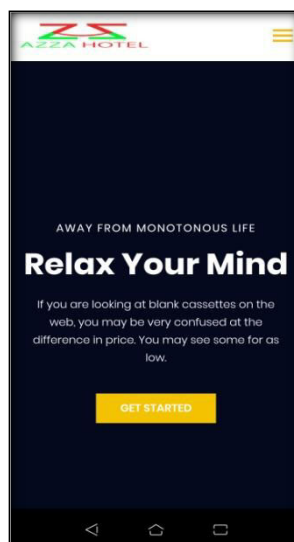 AZZA HOTEL
AWAY FROM MONOTONOUS LIFE
Relax Your Mind
If you are looking at blank cassettes on the
web, you may be very confused at the
difference in price. You may see some for as
low.
GET STARTED